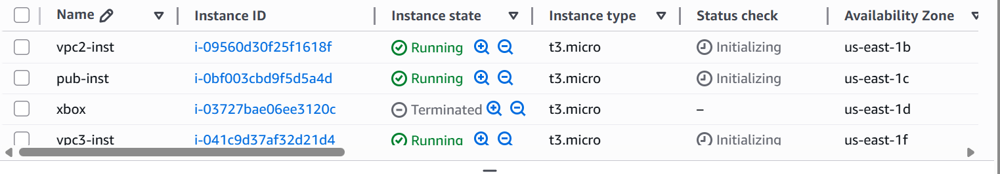 Name Instance ID Instance state Instance type Status check Availability Zone
vpc2-inst i-09560d30f25f1618f Running t3.micro Initializing us-east-1b
pub-inst i-0bf003cbd9f5d5a4d Running t3.micro Initializing us-east-1c
xbox i-03727bae06ee3120c Terminated t3.micro – us-east-1d
vpc3-inst i-041c9d37af32d21d4 Running t3.micro Initializing us-east-1f